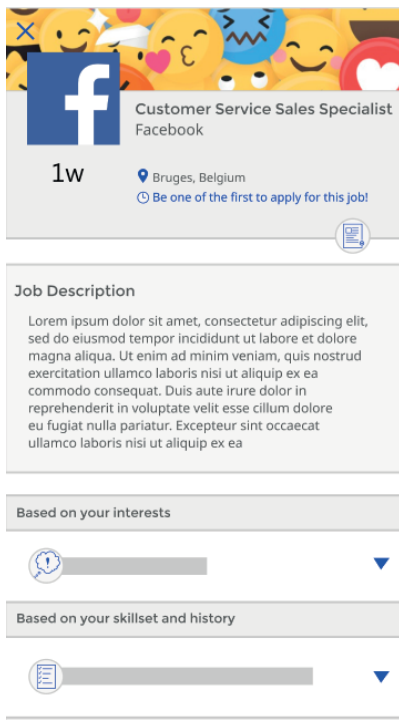 f
Customer Service Sales Specialist
Facebook
1w
Bruges, Belgium
Be one of the first to apply for this job!
Job Description
Lorem ipsum dolor sit amet, consectetur adipiscing elit,
sed do eiusmod tempor incididunt ut labore et dolore
magna aliqua. Ut enim ad minim veniam, quis nostrud
exercitation ullamco laboris nisi ut aliquip ex ea
commodo consequat. Duis aute irure dolor in
reprehenderit in voluptate velit esse cillum dolore
eu fugiat nulla pariatur. Excepteur sint occaecat
ullamco laboris nisi ut aliquip ex ea
Based on your interests
Based on your skillset and history